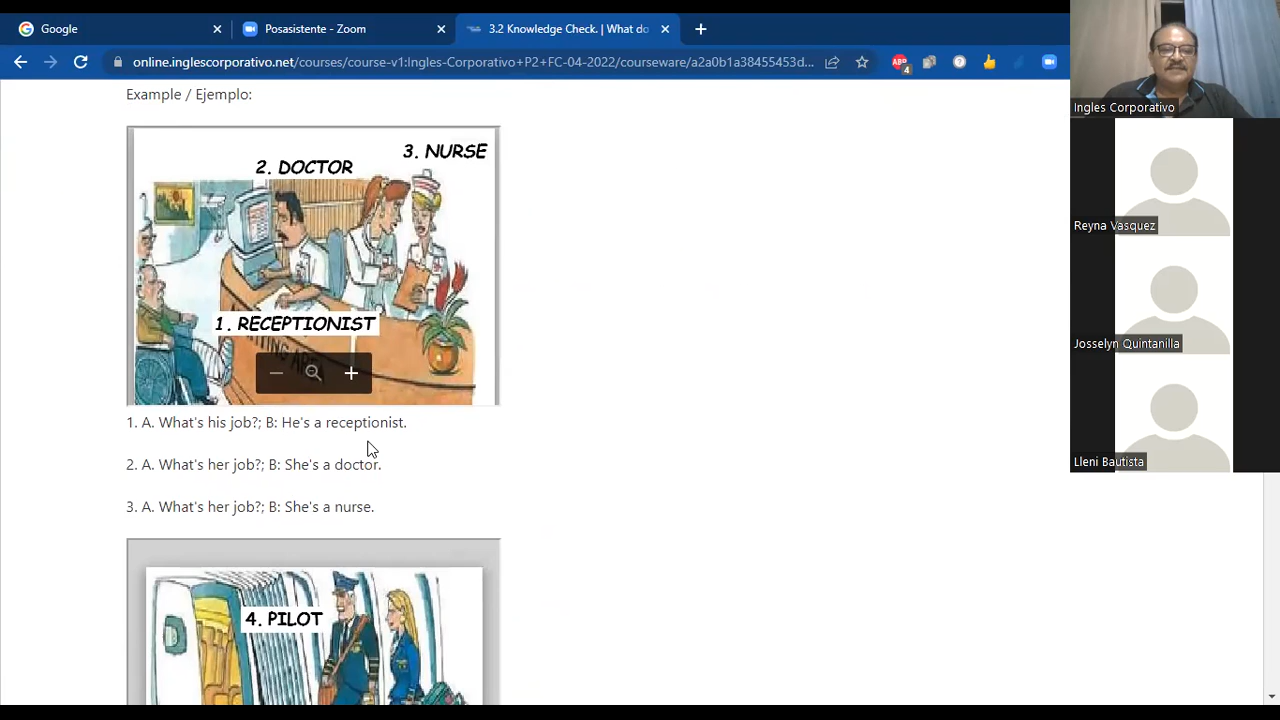 Google
Posasistente - Zoom
3.2 Knowledge Check. | What do
online.inglescorporativo.net/courses/course-v1:Ingles-Corporativo+P2+FC-04-2022/courseware/a2a0b1a38455453d...
ABP
4
Example / Ejemplo:
3. NURSE
2. DOCTOR
1. RECEPTIONIST
1. A. What's his job?; B: He's a receptionist.
2. A. What's her job?; B: She's a doctor.
3. A. What's her job?; B: She's a nurse.
4. PILOT
Ingles Corporativo
Reyna Vasquez
Josselyn Quintanilla
Lleni Bautista